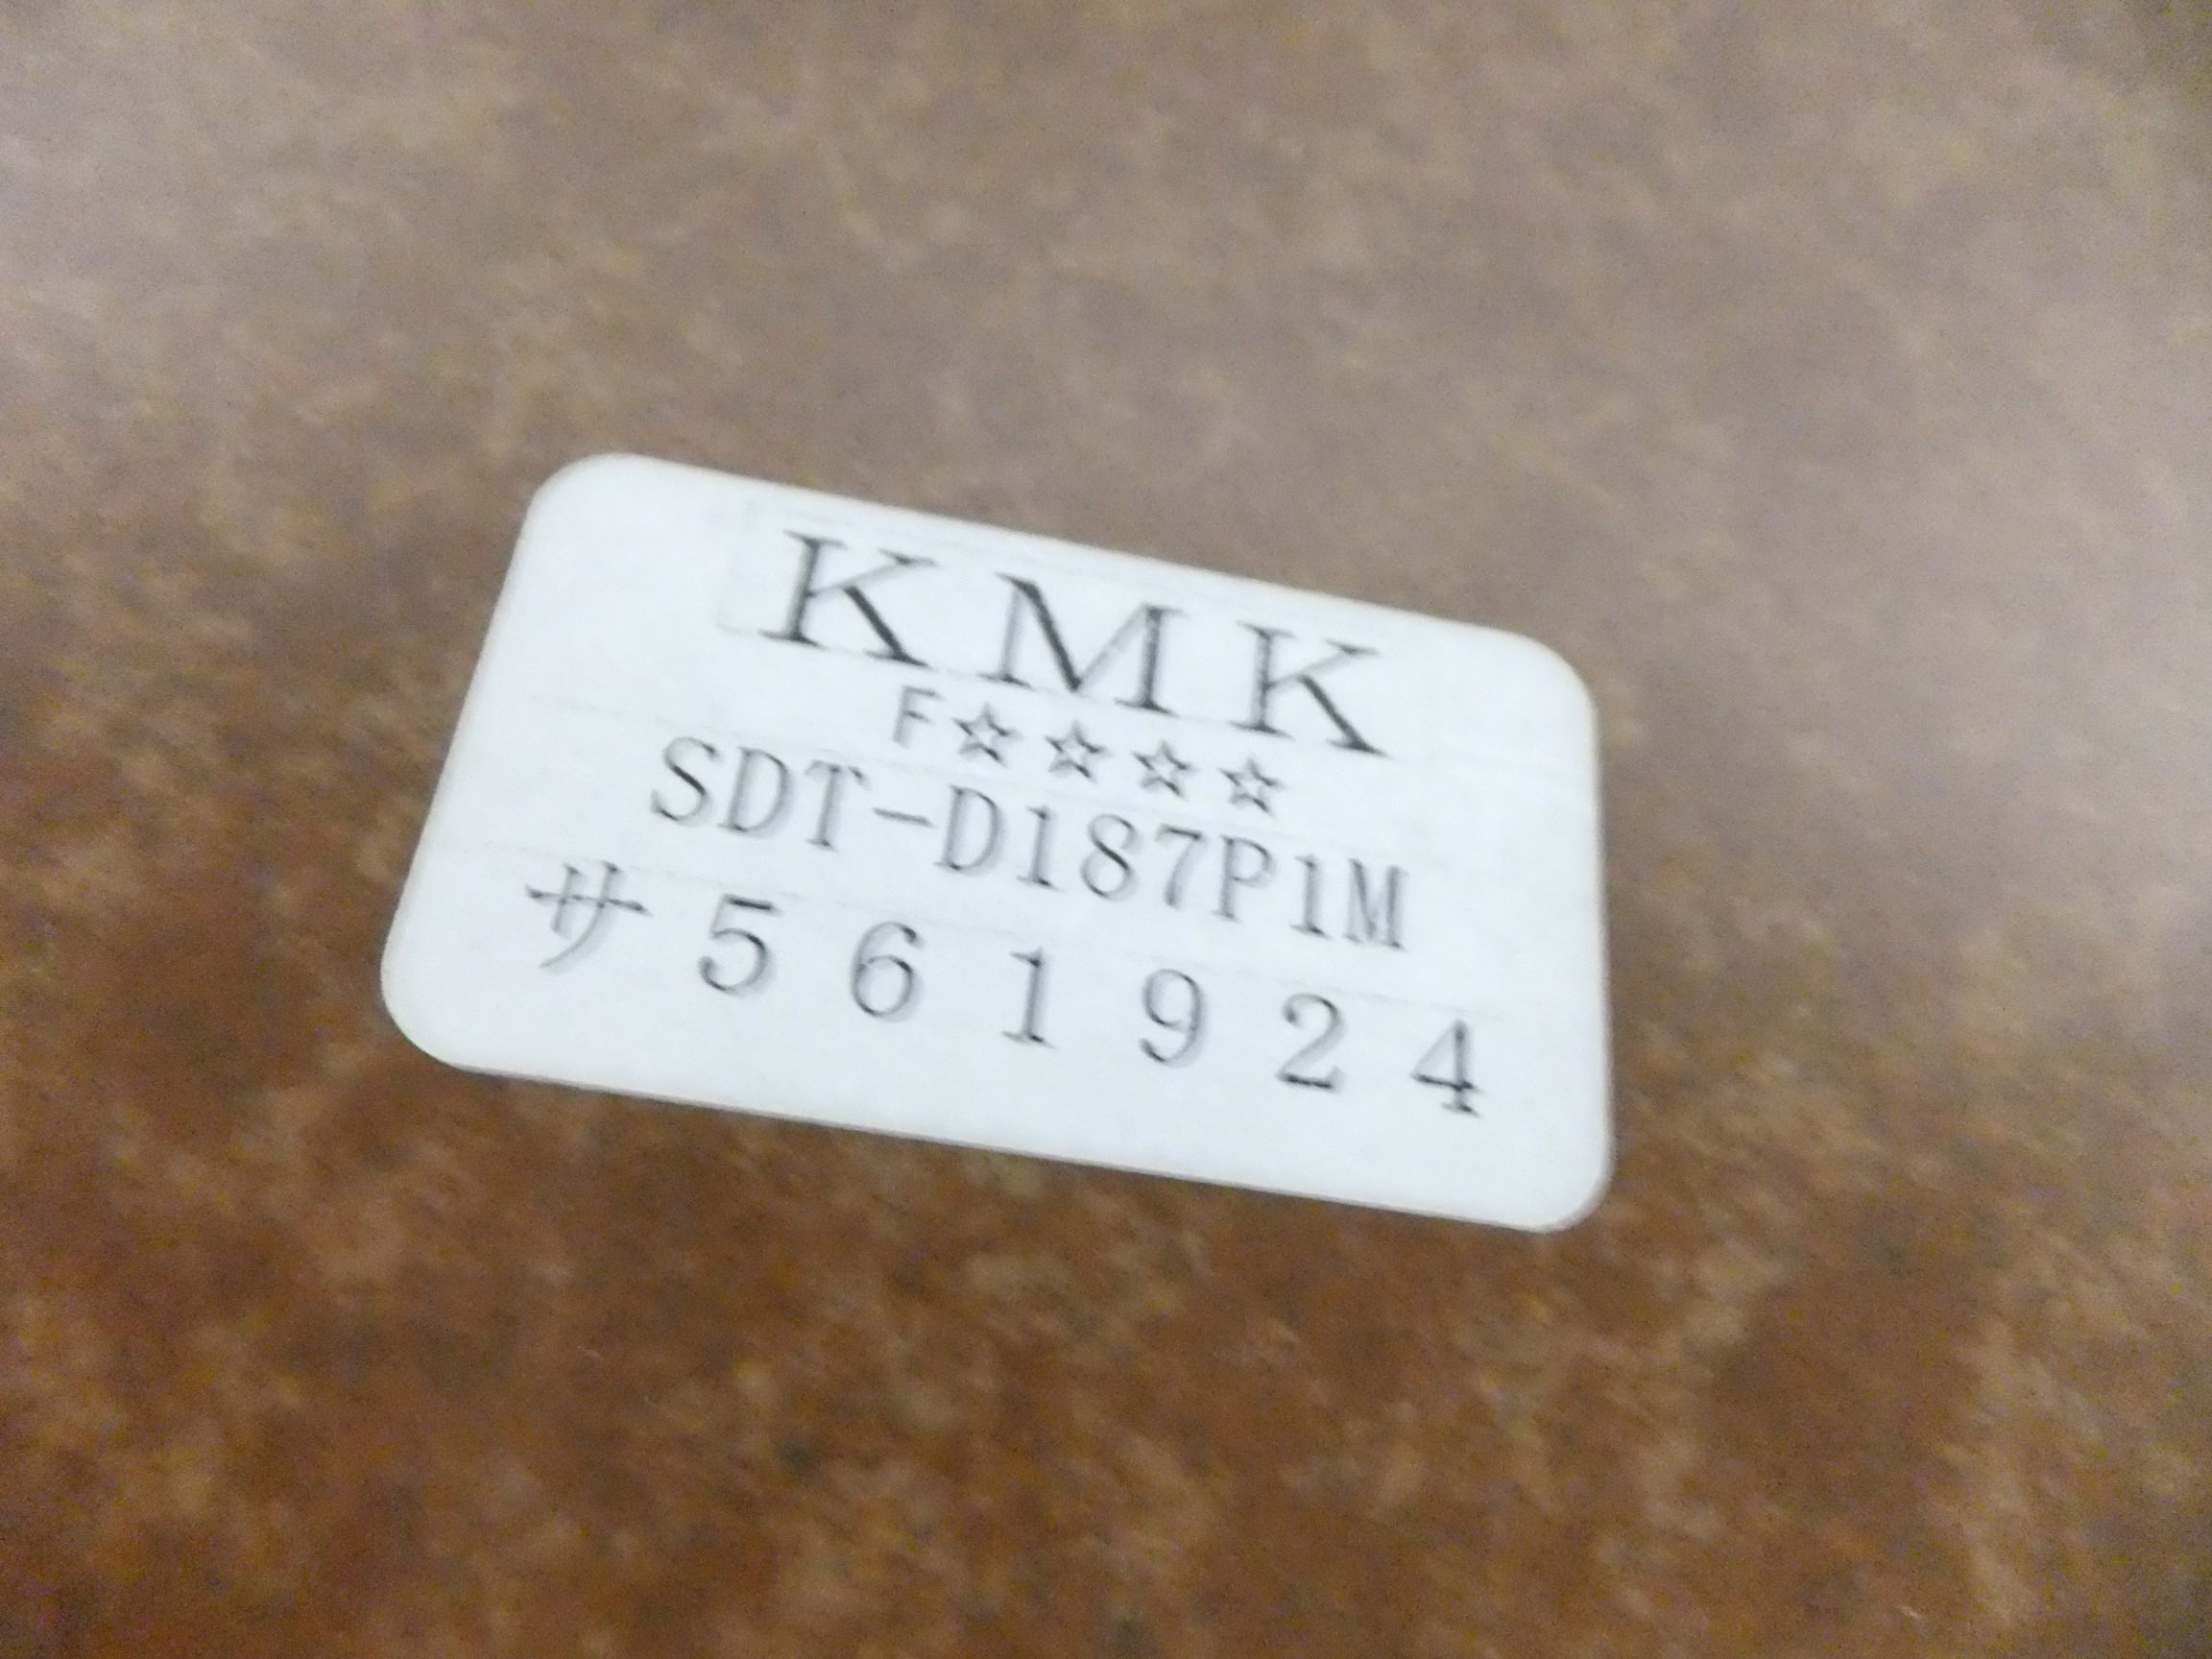 KMK
F☆☆☆☆
SDT-D187P1M
サ561924